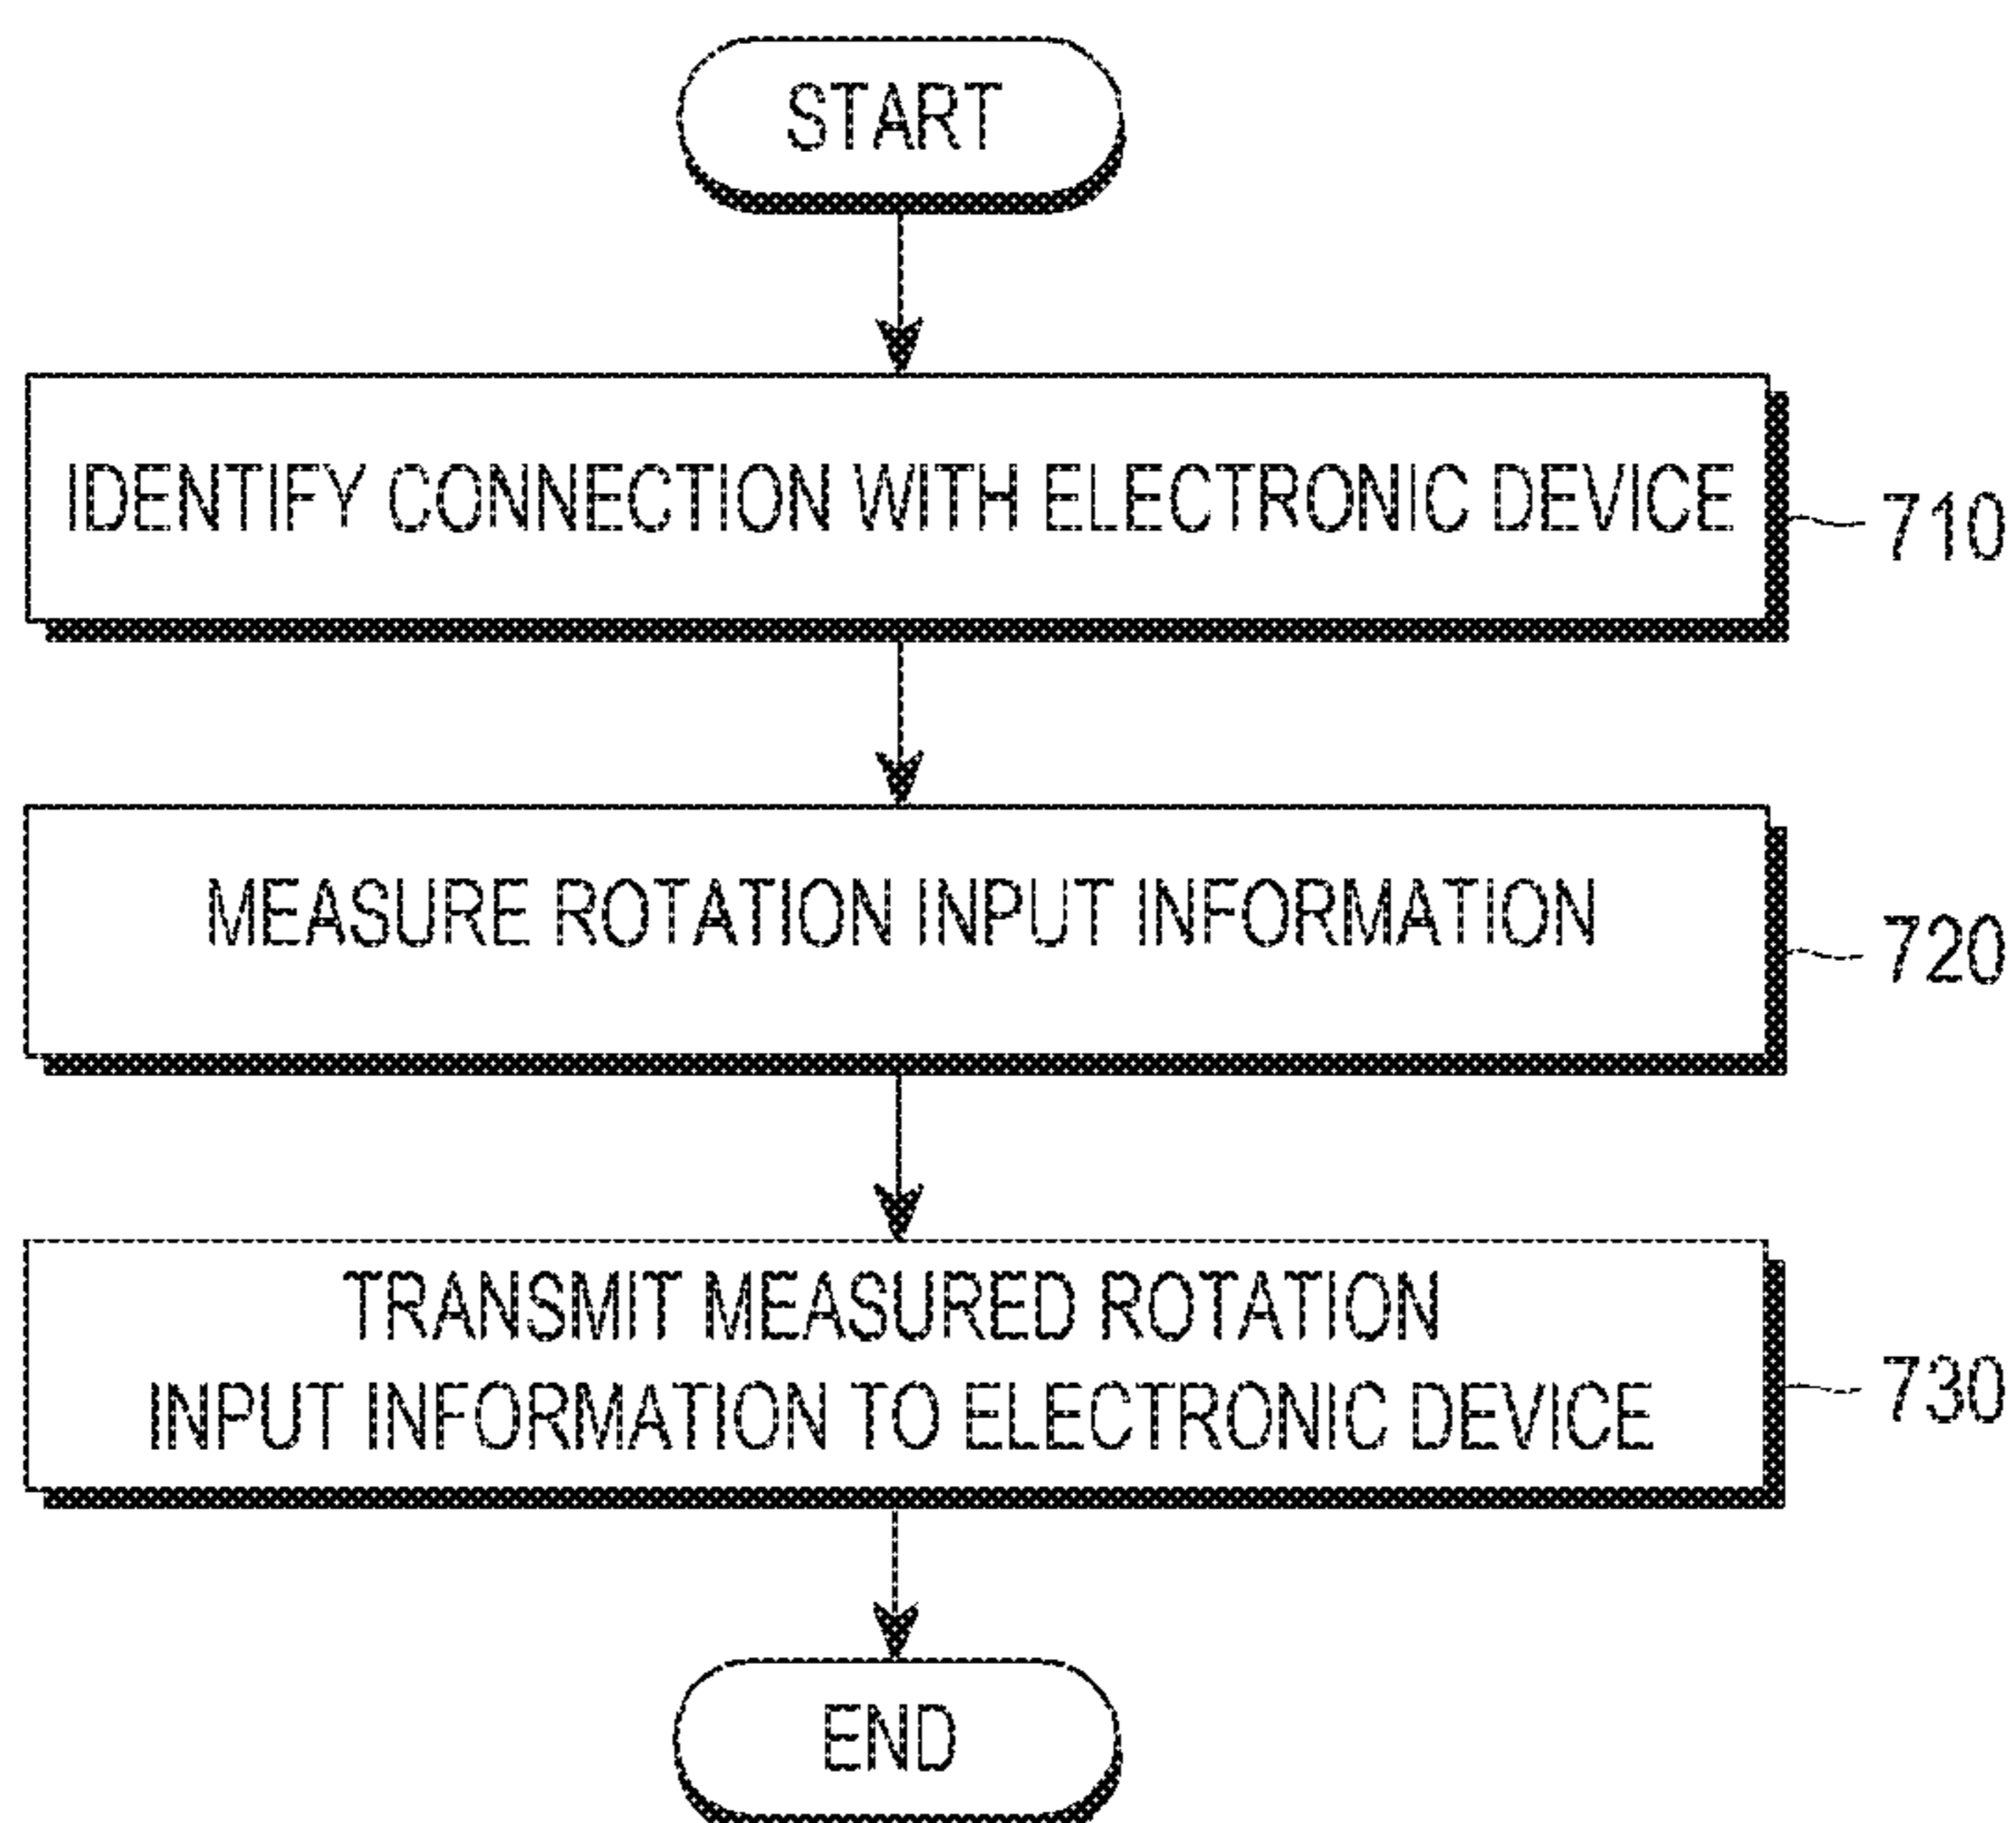 START
IDENTIFY CONNECTION WITH ELECTRONIC DEVICE
710
MEASURE ROTATION INPUT INFORMATION
720
TRANSMIT MEASURED ROTATION
INPUT INFORMATION TO ELECTRONIC DEVICE
730
END